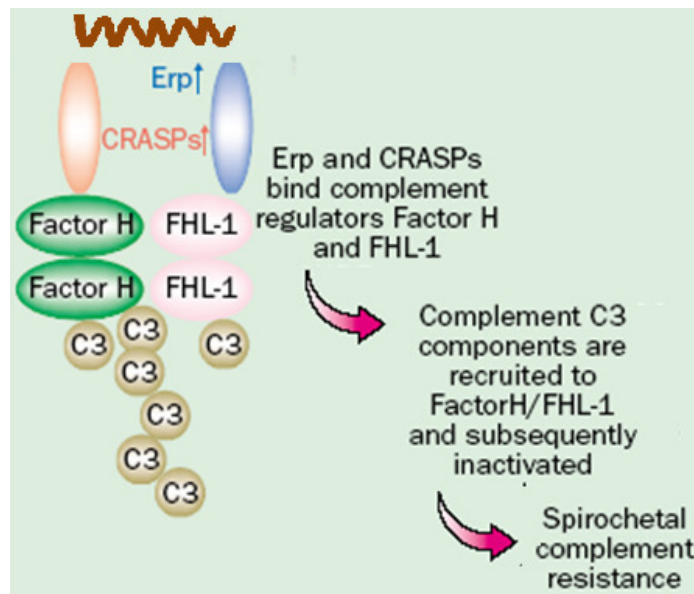 Erp↑
CRASPs↑
Factor H
FHL-1
Factor H
FHL-1
C3
C3
C3
C3
C3
C3
C3
Erp and CRASPs
bind complement
regulators Factor H
and FHL-1
Complement C3
components are
recruited to
FactorH/FHL-1
and subsequently
inactivated
Spirochetal
complement
resistance